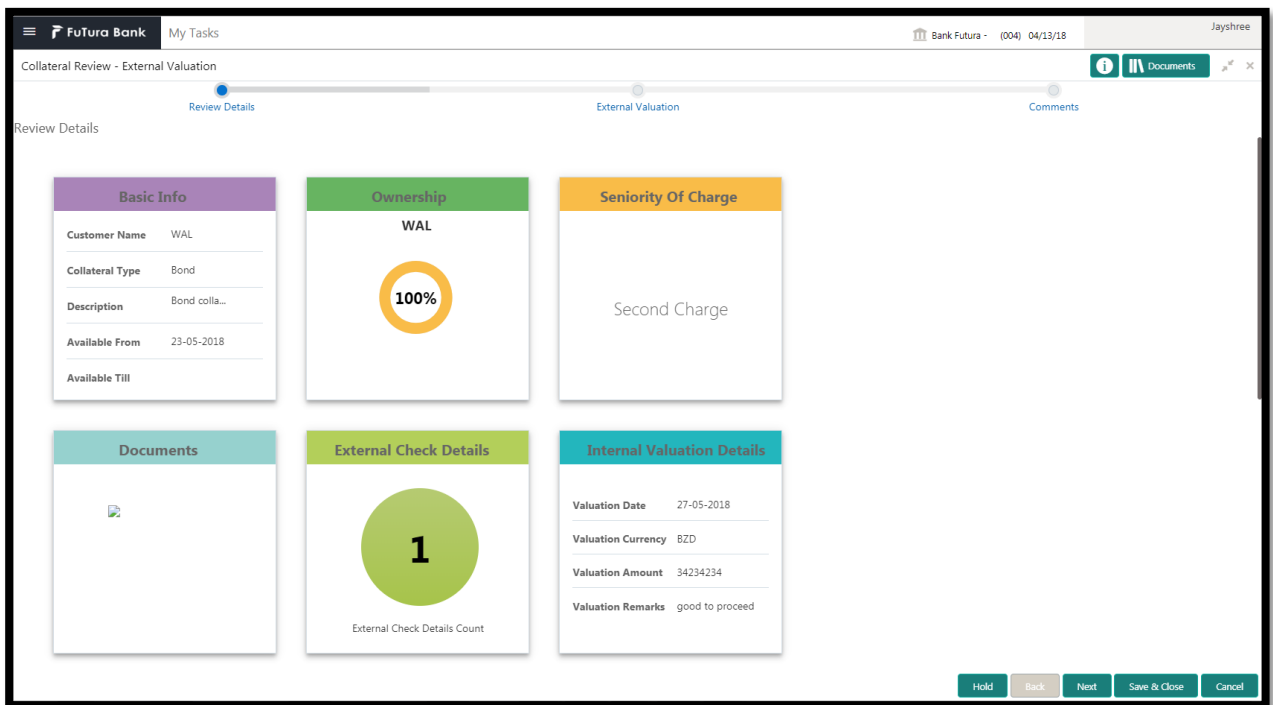 FuTura Bank My Tasks Bank Futura - (004) 04/13/18 Jayshree
Collateral Review - External Valuation Documents
Review Details External Valuation Comments
Review Details
Basic Info
Customer Name WAL
Collateral Type Bond
Description Bond colla...
Available From 23-05-2018
Available Till
Ownership
WAL
100%
Seniority Of Charge
Second Charge
Documents
External Check Details
1
External Check Details Count
Internal Valuation Details
Valuation Date 27-05-2018
Valuation Currency BZD
Valuation Amount 34234234
Valuation Remarks good to proceed
Hold Back Next Save & Close Cancel